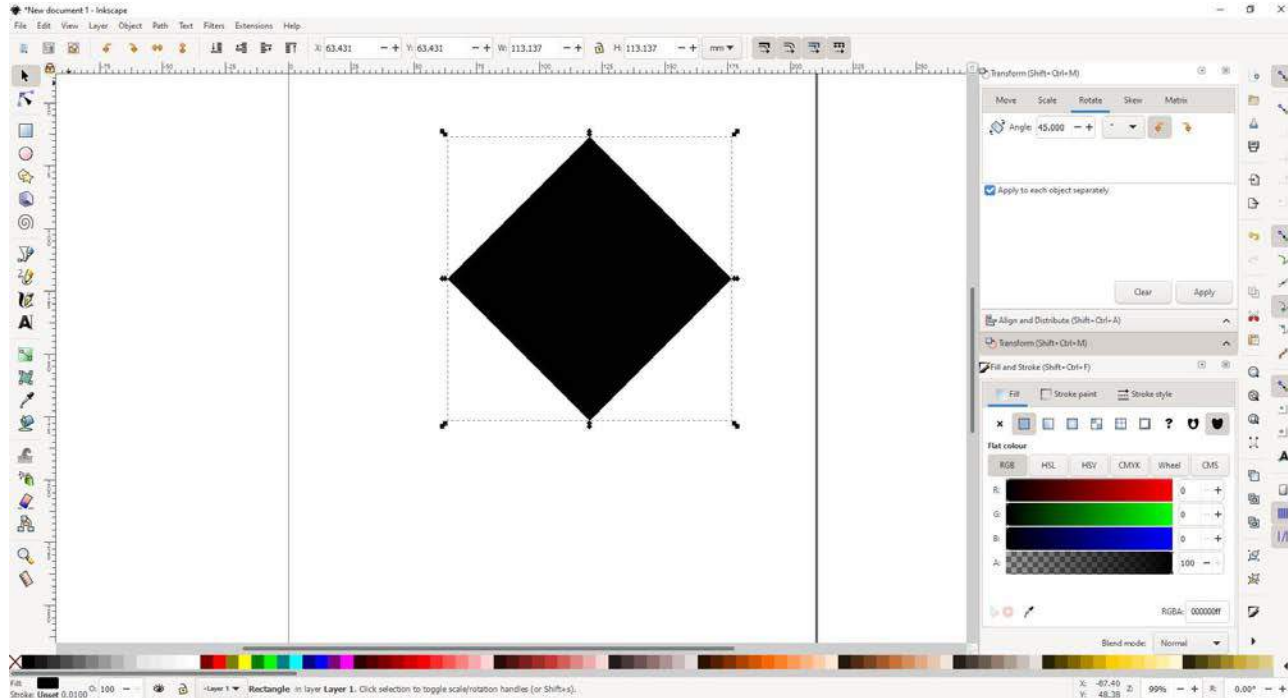 *New document 1 - Inkscape
File Edit View Layer Object Path Text Filters Extensions Help
X: 63.431 - + Y: 63.431 - + W: 113.137 - + H: 113.137 - + mm
Transform (Shift+Ctrl+M)
Move Scale Rotate Skew Matrix
Angle: 45.000 - + °
Apply to each object separately
Clear Apply
Align and Distribute (Shift+Ctrl+A)
Transform (Shift+Ctrl+M)
Fill and Stroke (Shift+Ctrl+F)
Fill Stroke paint Stroke style
Flat colour
RGB HSL HSV CMYK Wheel CMS
R: 0 - +
G: 0 - +
B: 0 - +
A: 100 - +
RGBA: 000000ff
Blend mode: Normal
Fill:
Stroke: Unset 0.0100 O: 100 - Layer 1 Rectangle in layer Layer 1. Click selection to toggle scale/rotation handles (or Shift+s).
X: -87.40
Y: 48.38 Z: 99% - + R: 0.00° - +